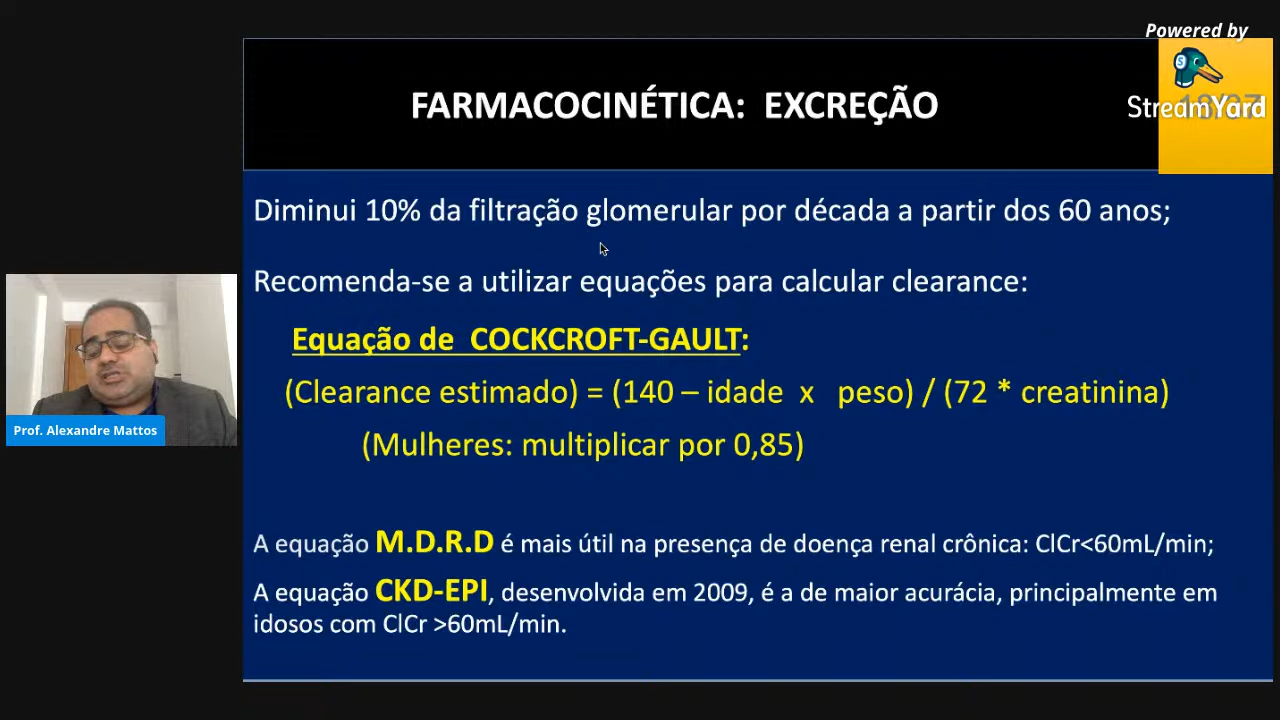 Powered by
StreamYard
FARMACOCINÉTICA: EXCREÇÃO
Diminui 10% da filtração glomerular por década a partir dos 60 anos;
Recomenda-se a utilizar equações para calcular clearance:
Equação de COCKCROFT-GAULT:
(Clearance estimado) = (140 – idade x peso) / (72 * creatinina)
(Mulheres: multiplicar por 0,85)
A equação M.D.R.D é mais útil na presença de doença renal crônica: ClCr<60mL/min;
A equação CKD-EPI, desenvolvida em 2009, é a de maior acurácia, principalmente em
idosos com ClCr >60mL/min.
Prof. Alexandre Mattos